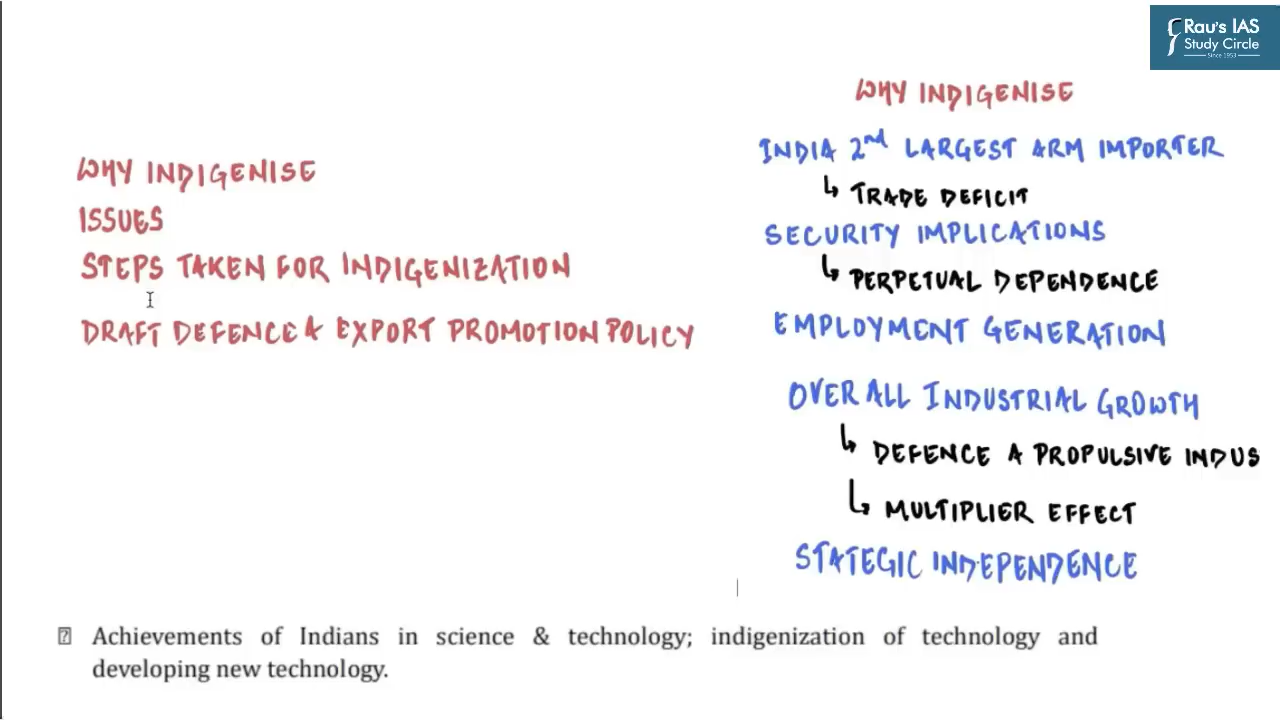 Rau's IAS
Study Circle
Since 1953
WHY INDIGENISE
ISSUES
STEPS TAKEN FOR INDIGENIZATION
DRAFT DEFENCE & EXPORT PROMOTION POLICY
WHY INDIGENISE
INDIA 2nd LARGEST ARM IMPORTER
↳ TRADE DEFICIT
SECURITY IMPLICATIONS
↳ PERPETUAL DEPENDENCE
EMPLOYMENT GENERATION
OVERALL INDUSTRIAL GROWTH
↳ DEFENCE A PROPULSIVE INDUS
↳ MULTIPLIER EFFECT
STATEGIC INDEPENDENCE
Achievements of Indians in science & technology; indigenization of technology and
developing new technology.